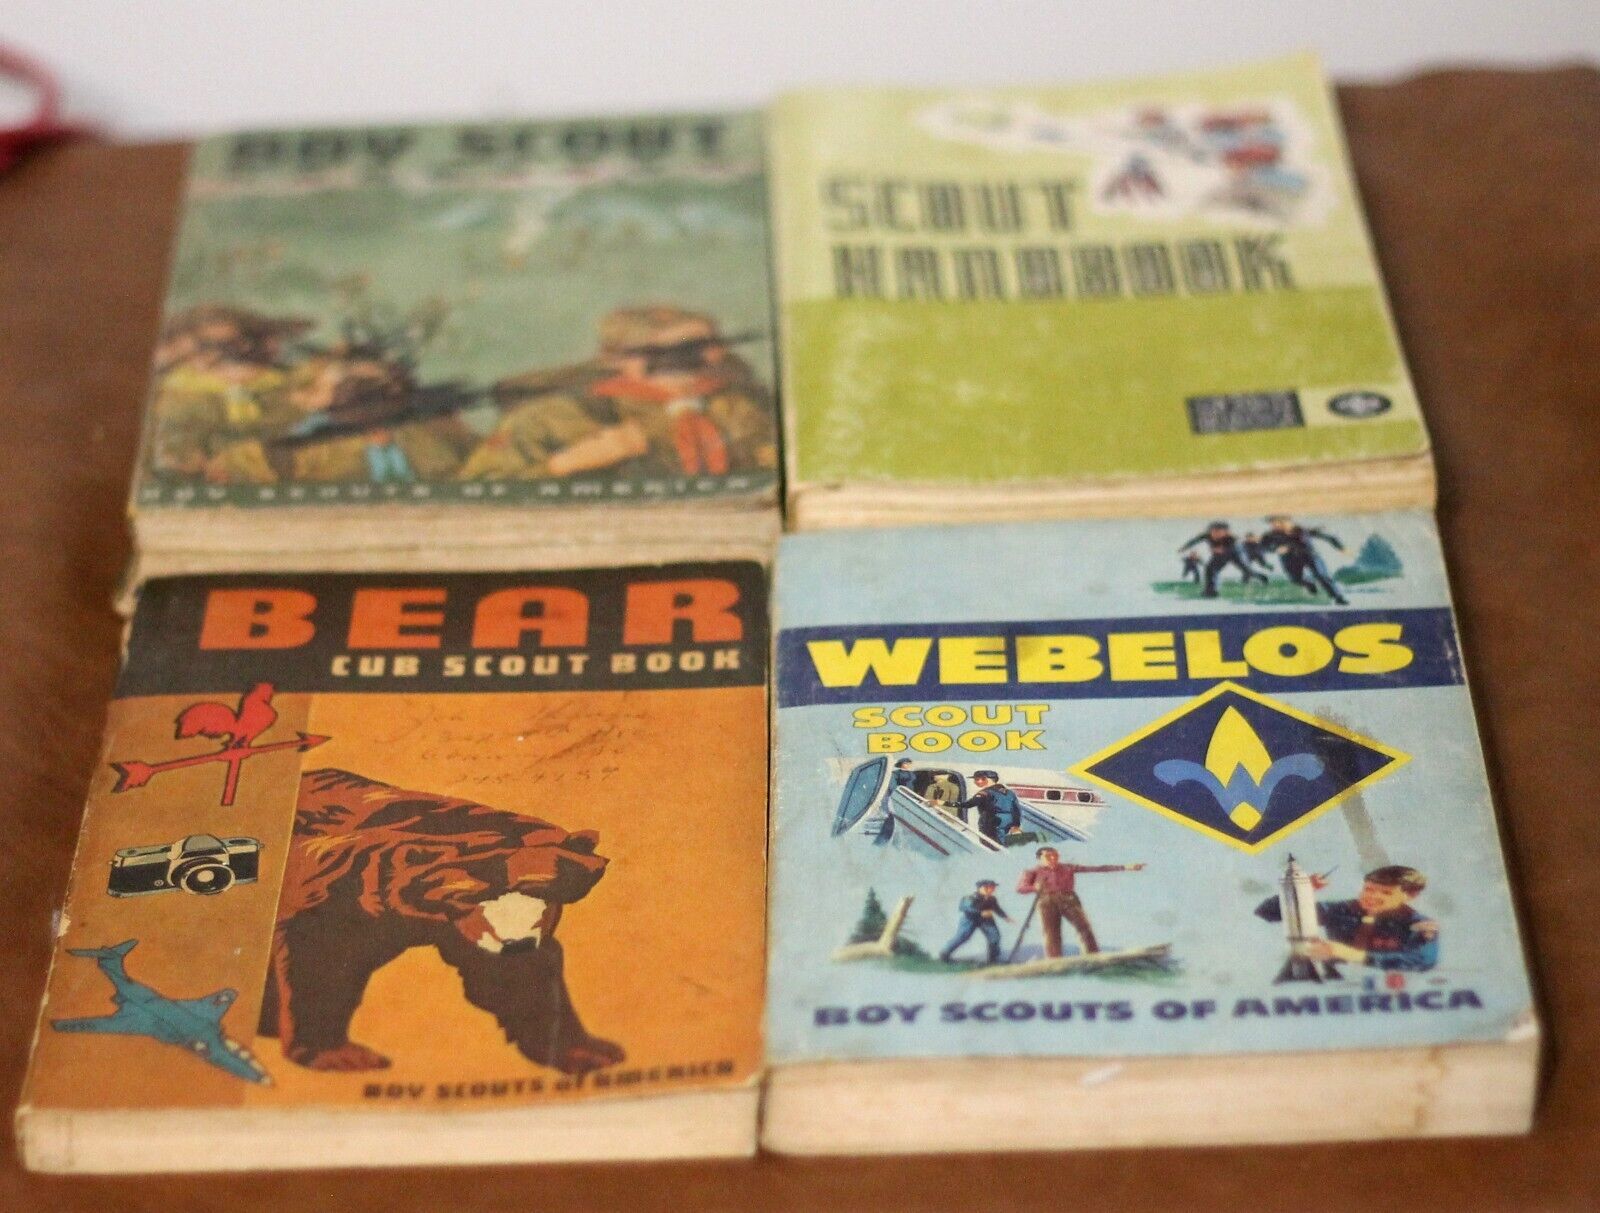 BOY SCOUT
BOY SCOUTS OF AMERICA
SCOUT
HANDBOOK
BEAR
CUB SCOUT BOOK
BOY SCOUTS of AMERICA
WEBELOS
SCOUT
BOOK
W
BOY SCOUTS OF AMERICA